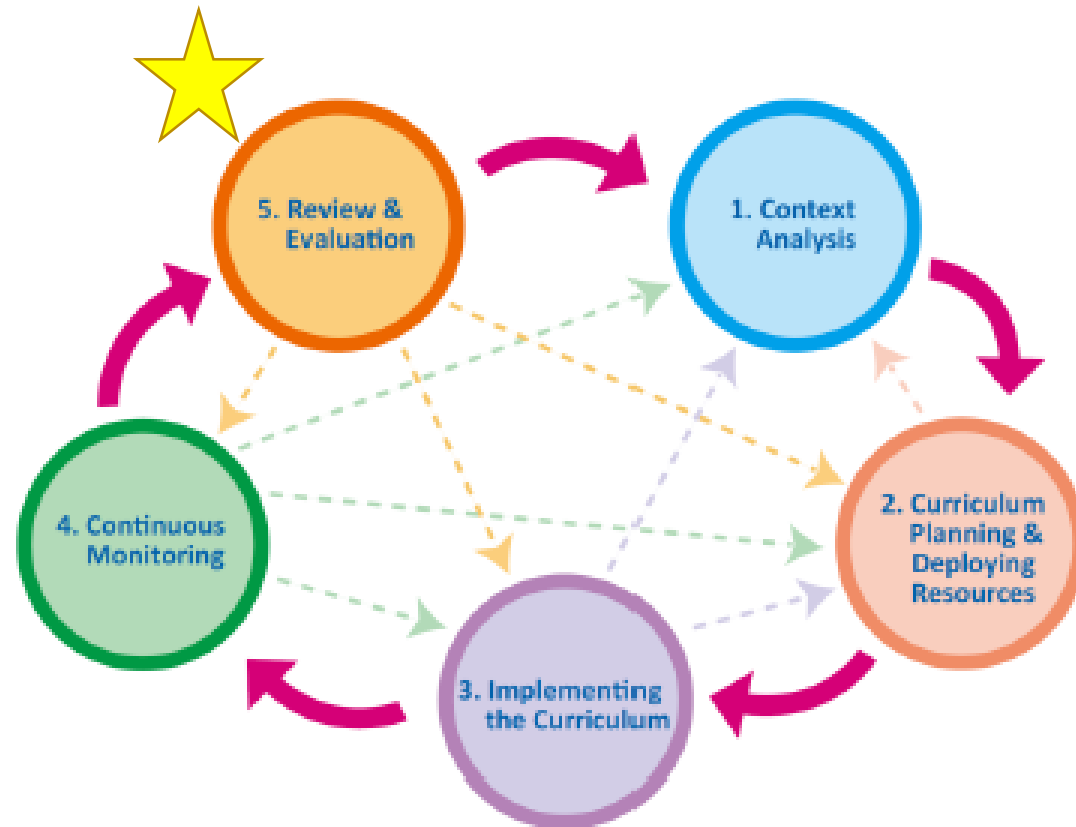 5. Review &
Evaluation
1. Context
Analysis
2. Curriculum
Planning &
Deploying
Resources
3. Implementing
the Curriculum
4. Continuous
Monitoring